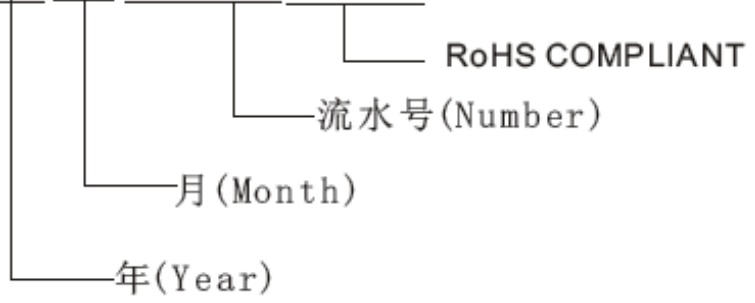 RoHS COMPLIANT
流水号(Number)
月(Month)
年(Year)